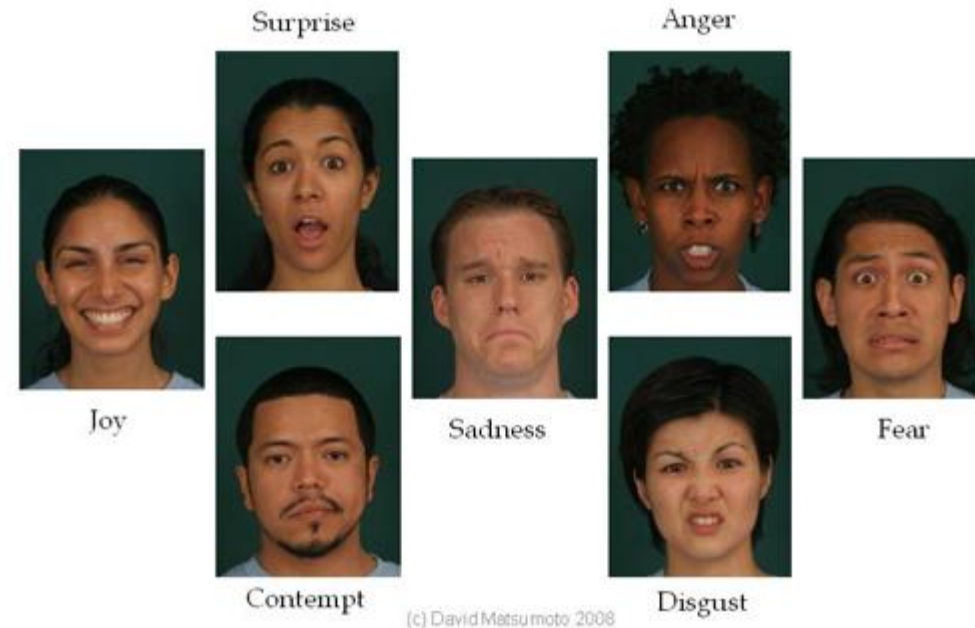 Surprise
Anger
Joy
Sadness
Fear
Contempt
Disgust
(c) David Matsumoto 2008